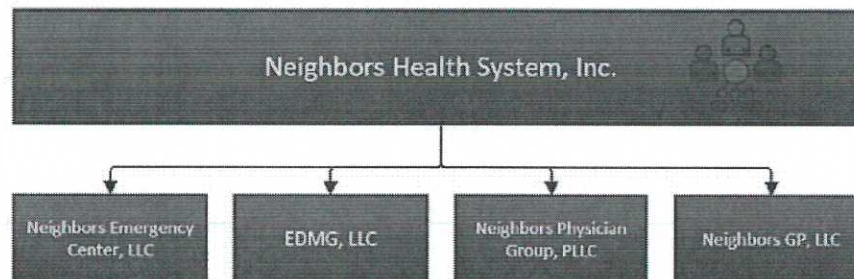 Neighbors Health System, Inc.
Neighbors Emergency
Center, LLC
EDMG, LLC
Neighbors Physician
Group, PLLC
Neighbors GP, LLC